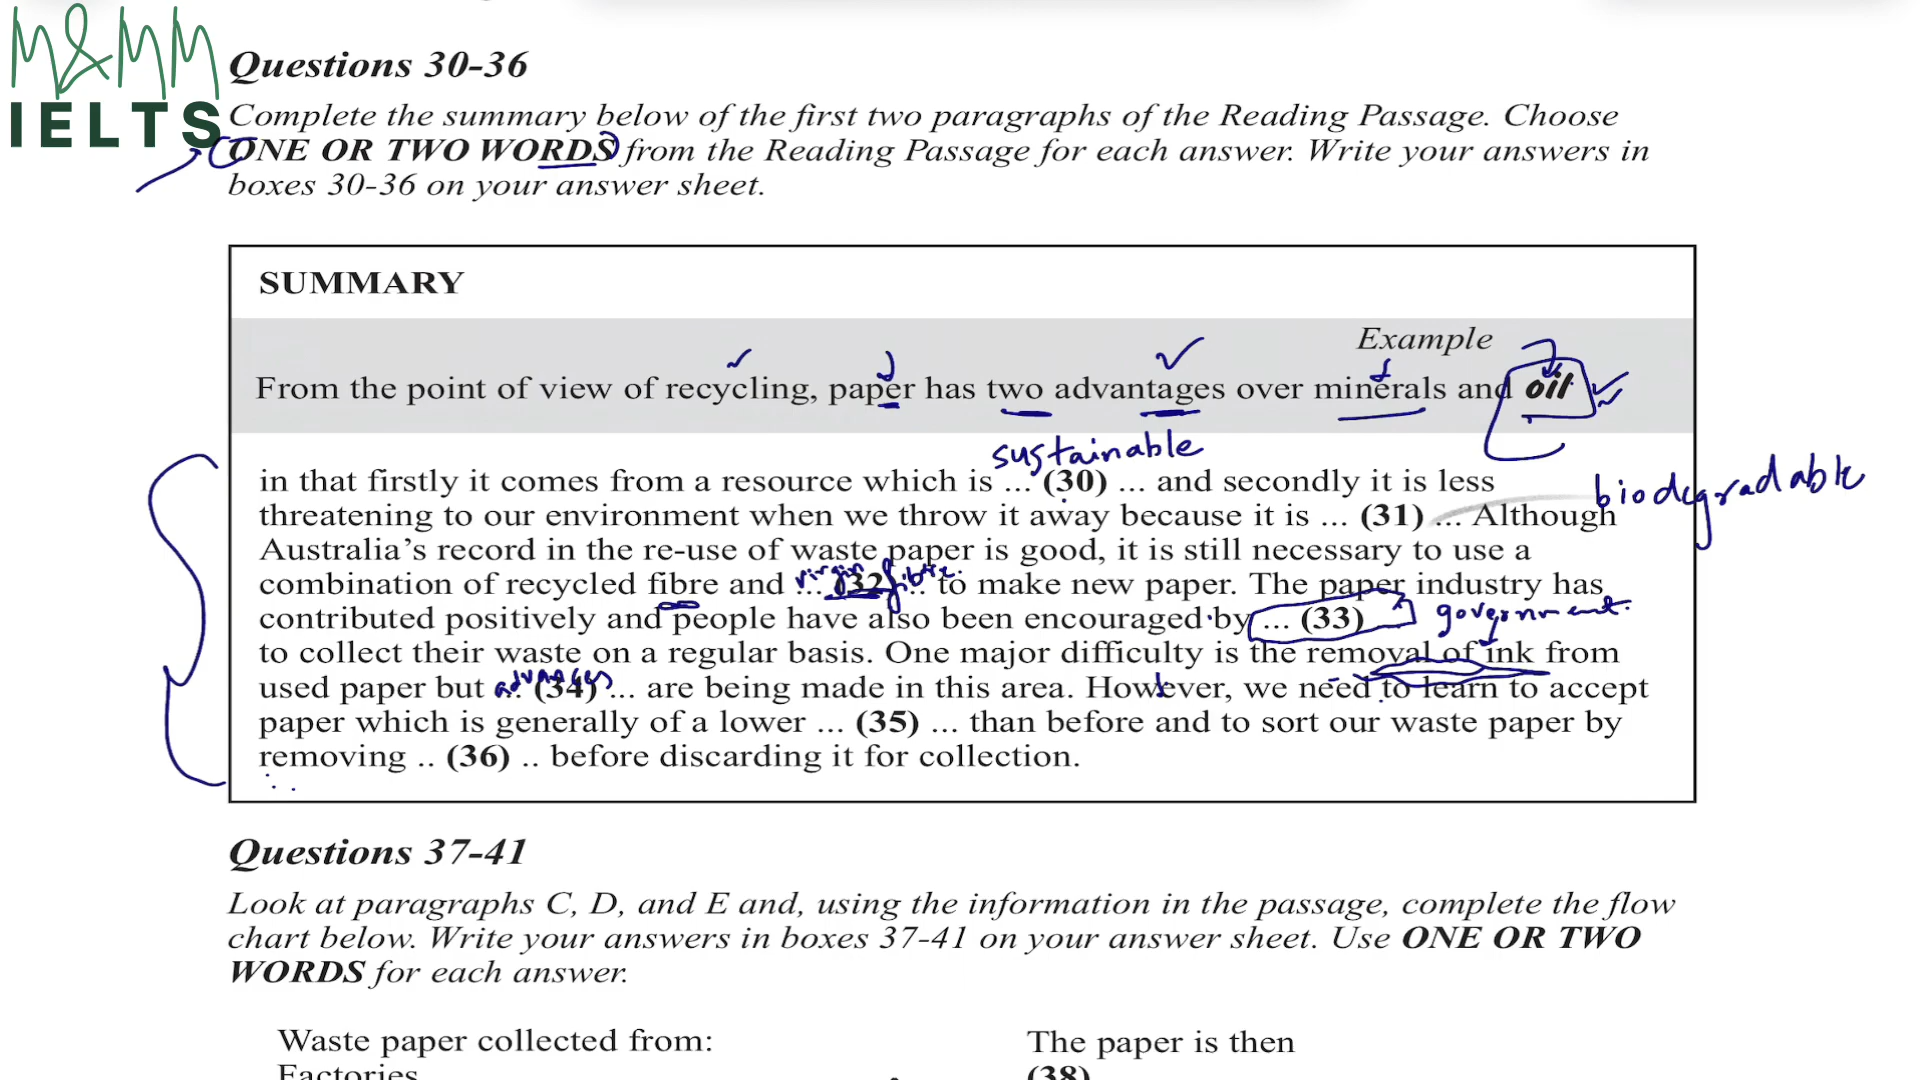 M&MM
IELTS
Questions 30-36
Complete the summary below of the first two paragraphs of the Reading Passage. Choose
ONE OR TWO WORDS from the Reading Passage for each answer. Write your answers in
boxes 30-36 on your answer sheet.
SUMMARY
Example
From the point of view of recycling, paper has two advantages over minerals and oil
sustainable
in that firstly it comes from a resource which is ... (30) ... and secondly it is less
biodegradable
threatening to our environment when we throw it away because it is ... (31) ... Although
Australia's record in the re-use of waste paper is good, it is still necessary to use a
virgin fibre
combination of recycled fibre and ... (32) ... to make new paper. The paper industry has
contributed positively and people have also been encouraged by ... (33)
government
to collect their waste on a regular basis. One major difficulty is the removal of ink from
advances
used paper but ... (34) ... are being made in this area. However, we need to learn to accept
paper which is generally of a lower ... (35) ... than before and to sort our waste paper by
removing .. (36) .. before discarding it for collection.
Questions 37-41
Look at paragraphs C, D, and E and, using the information in the passage, complete the flow
chart below. Write your answers in boxes 37-41 on your answer sheet. Use ONE OR TWO
WORDS for each answer.
Waste paper collected from:
The paper is then
Factories
(38)